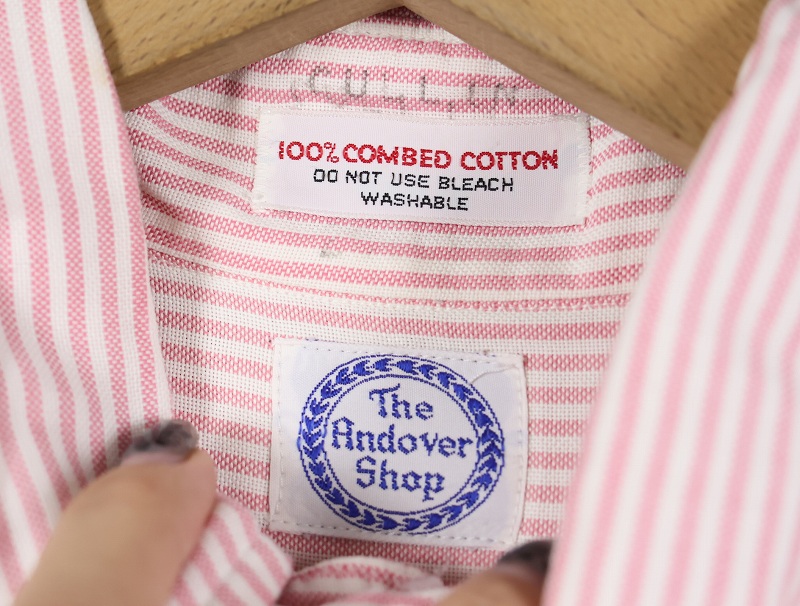 100% COMBED COTTON
DO NOT USE BLEACH
WASHABLE
The
Andover
Shop